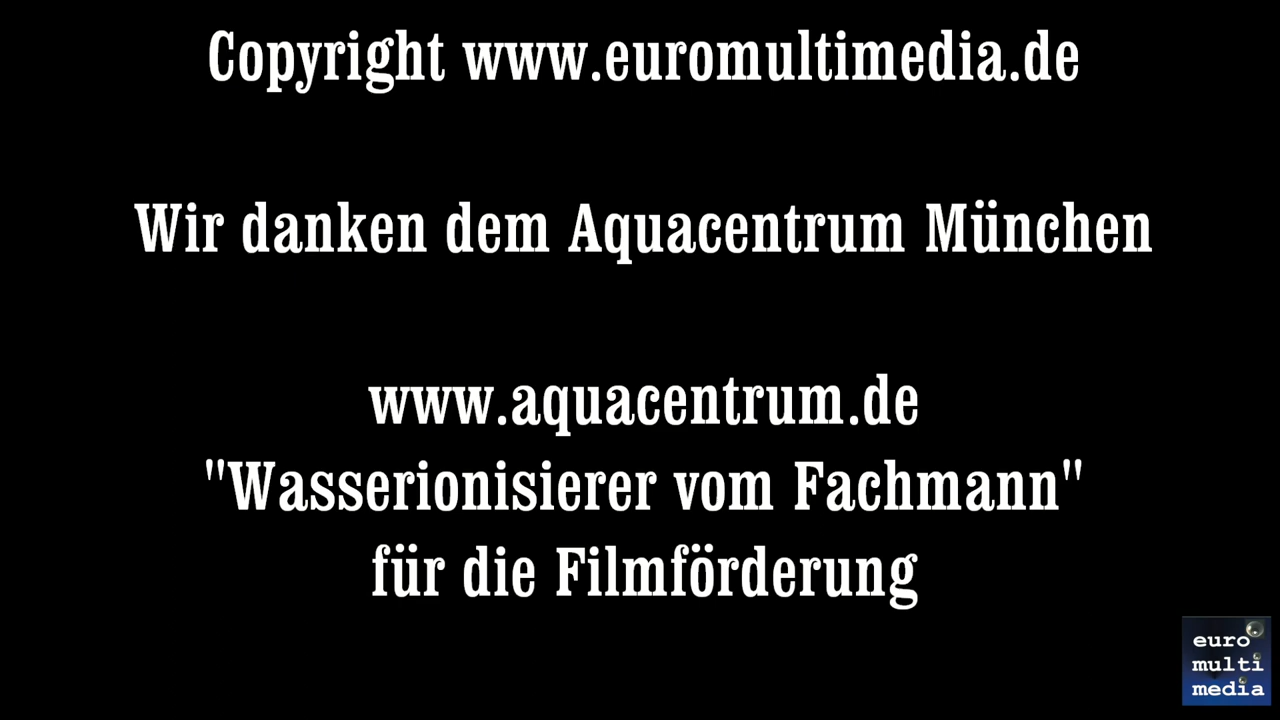 Copyright www.euromultimedia.de
Wir danken dem Aquacentrum München
www.aquacentrum.de
"Wasserionisierer vom Fachmann"
für die Filmförderung
euro
multi
media